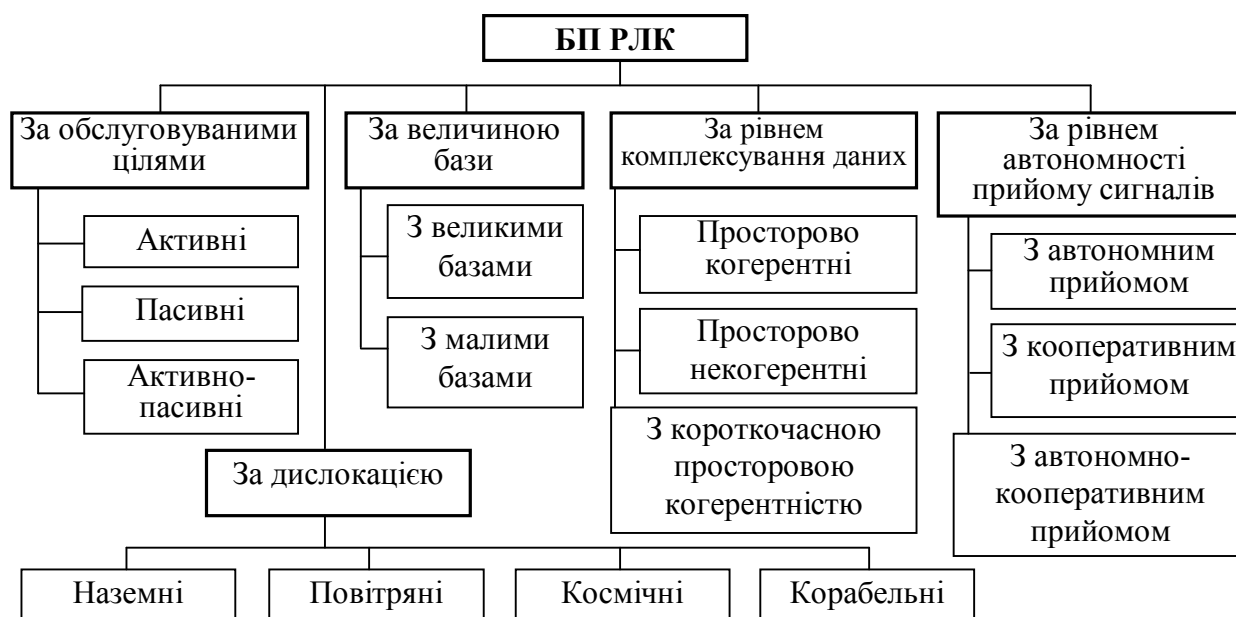 БП РЛК
За обслуговуваними
цілями
Активні
Пасивні
Активно-
пасивні
За величиною
бази
З великими
базами
З малими
базами
За рівнем
комплексування даних
Просторово
когерентні
Просторово
некогерентні
З короткочасною
просторовою
когерентністю
За рівнем
автономності
прийому сигналів
З автономним
прийомом
З кооперативним
прийомом
З автономно-
кооперативним
прийомом
За дислокацією
Наземні
Повітряні
Космічні
Корабельні